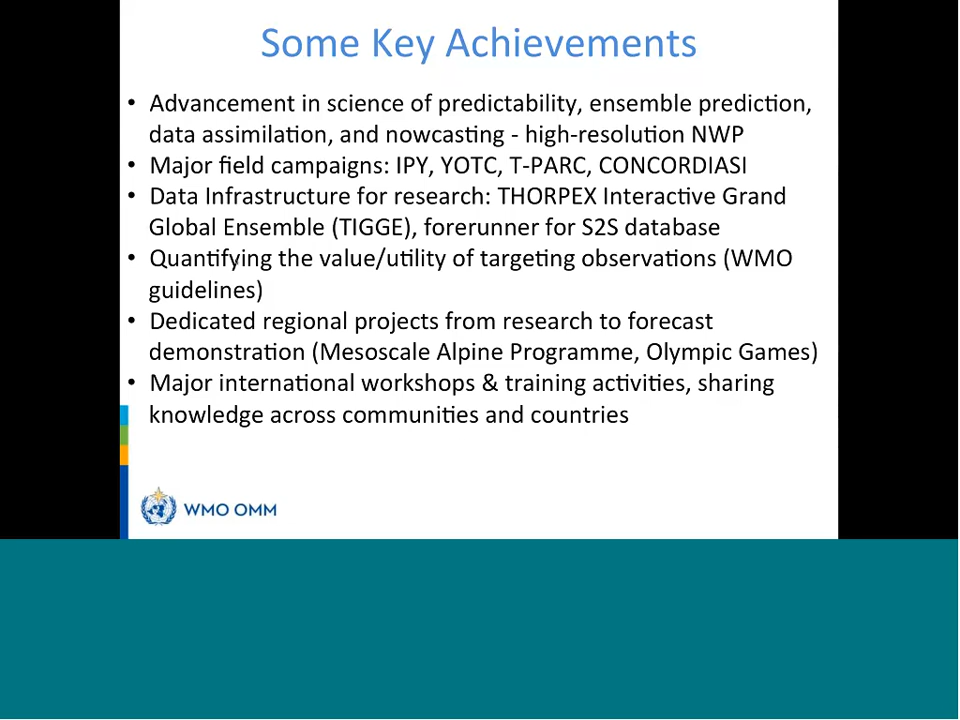 Some Key Achievements
• Advancement in science of predictability, ensemble prediction,
data assimilation, and nowcasting - high-resolution NWP
• Major field campaigns: IPY, YOTC, T-PARC, CONCORDIASI
• Data Infrastructure for research: THORPEX Interactive Grand
Global Ensemble (TIGGE), forerunner for S2S database
• Quantifying the value/utility of targeting observations (WMO
guidelines)
• Dedicated regional projects from research to forecast
demonstration (Mesoscale Alpine Programme, Olympic Games)
• Major international workshops & training activities, sharing
knowledge across communities and countries
WMO OMM